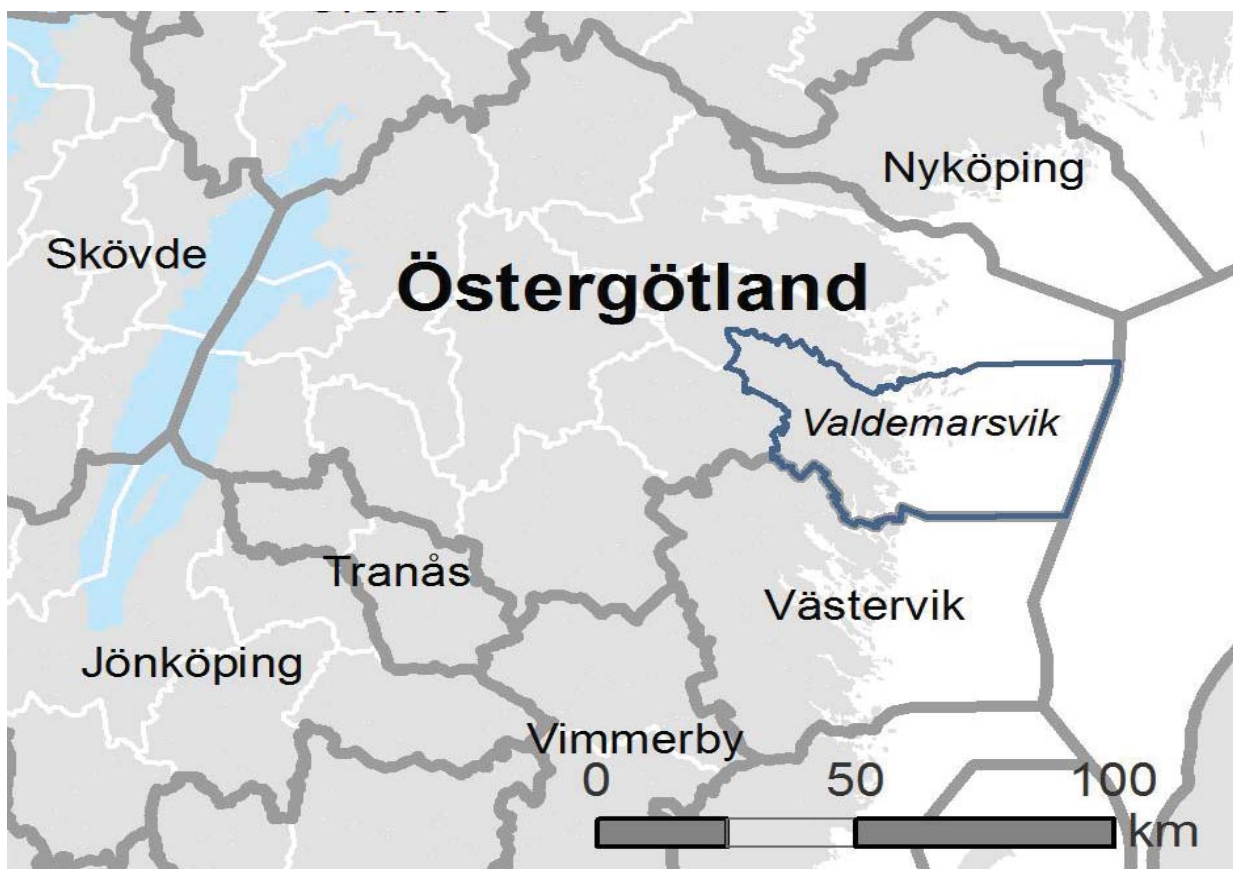 Nyköping
Skövde
Östergötland
Valdemarsvik
Tranås
Västervik
Jönköping
Vimmerby
0 50 100
km